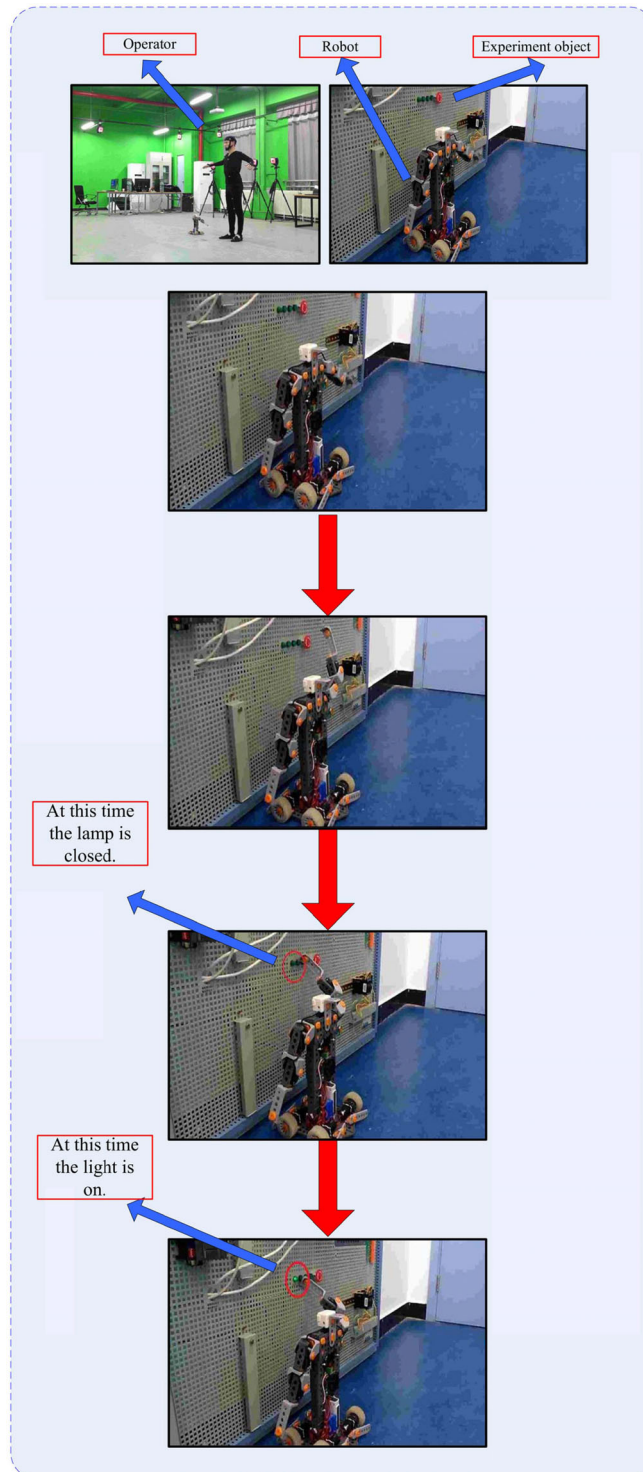 Operator
Robot
Experiment object
At this time
the lamp is
closed.
At this time
the light is
on.